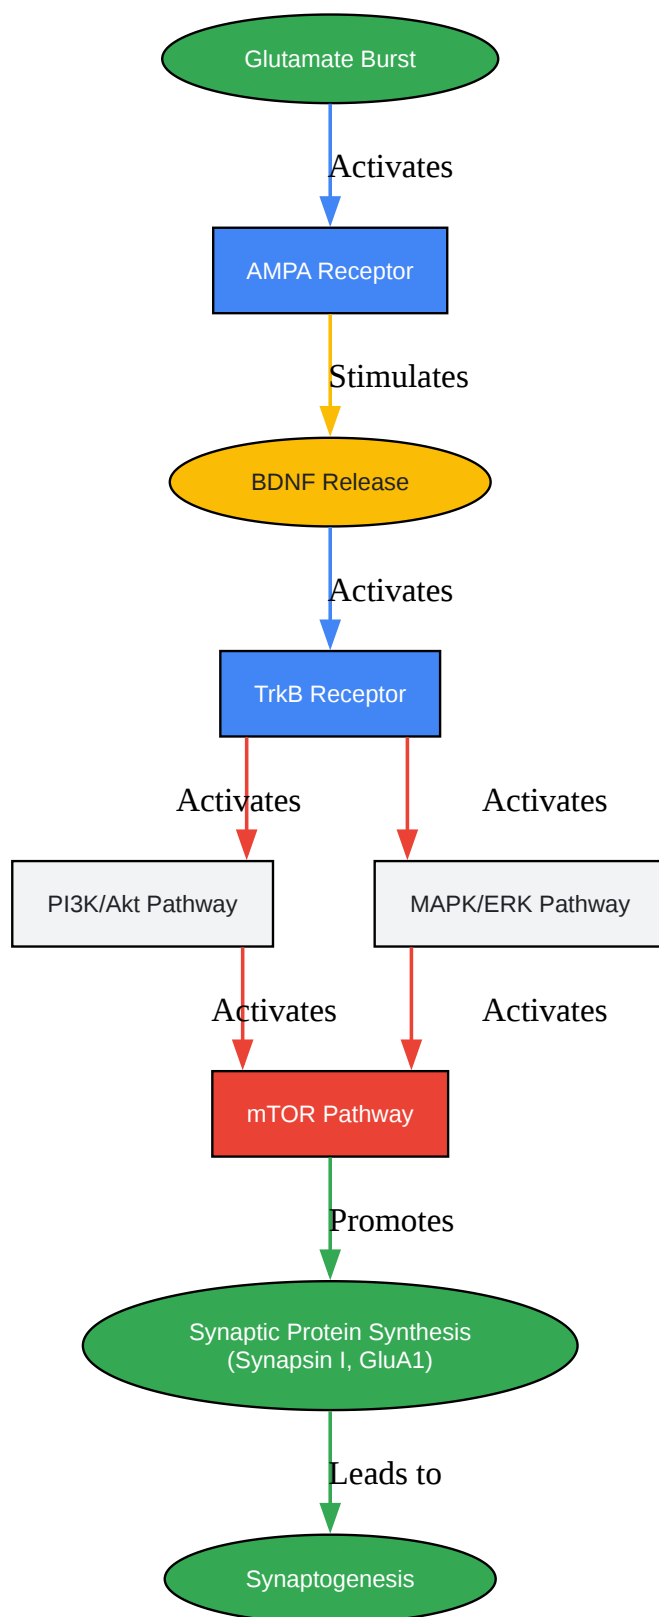 Glutamate Burst
Activates
AMPA Receptor
Stimulates
BDNF Release
Activates
TrkB Receptor
Activates
Activates
PI3K/Akt Pathway
MAPK/ERK Pathway
Activates
Activates
mTOR Pathway
Promotes
Synaptic Protein Synthesis
(Synapsin I, GluA1)
Leads to
Synaptogenesis